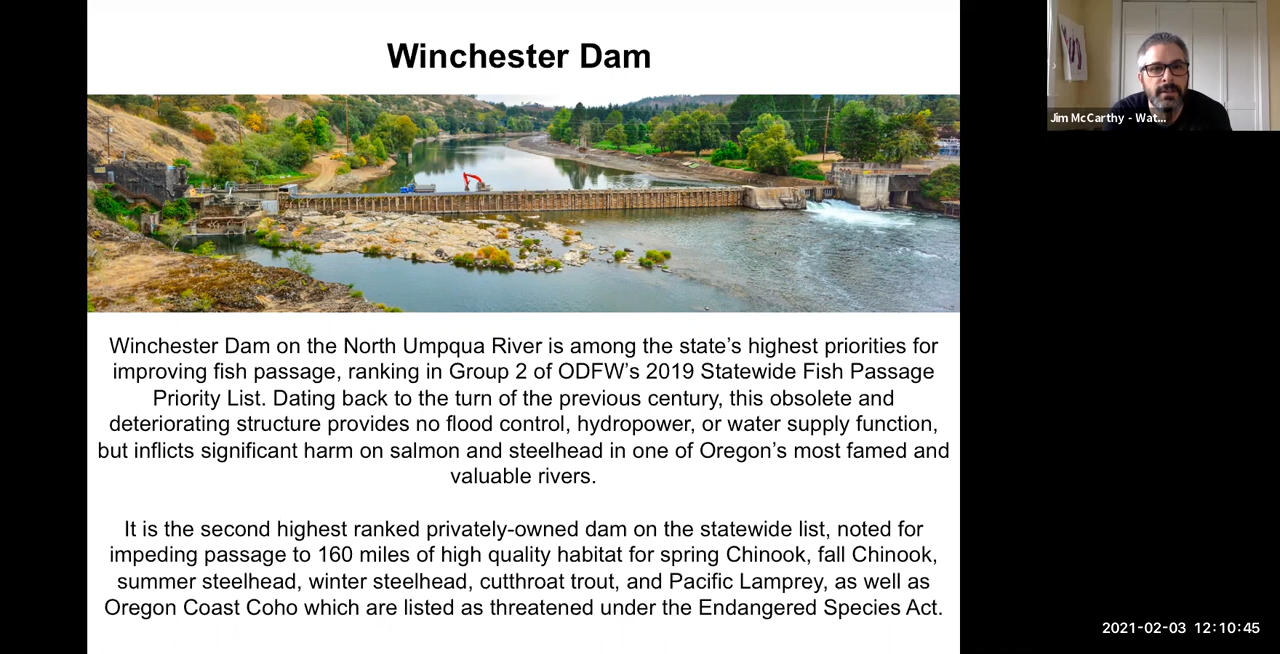 Winchester Dam
Jim McCarthy - Wat...
Winchester Dam on the North Umpqua River is among the state’s highest priorities for
improving fish passage, ranking in Group 2 of ODFW’s 2019 Statewide Fish Passage
Priority List. Dating back to the turn of the previous century, this obsolete and
deteriorating structure provides no flood control, hydropower, or water supply function,
but inflicts significant harm on salmon and steelhead in one of Oregon’s most famed and
valuable rivers.
It is the second highest ranked privately-owned dam on the statewide list, noted for
impeding passage to 160 miles of high quality habitat for spring Chinook, fall Chinook,
summer steelhead, winter steelhead, cutthroat trout, and Pacific Lamprey, as well as
Oregon Coast Coho which are listed as threatened under the Endangered Species Act.
2021-02-03 12:10:45